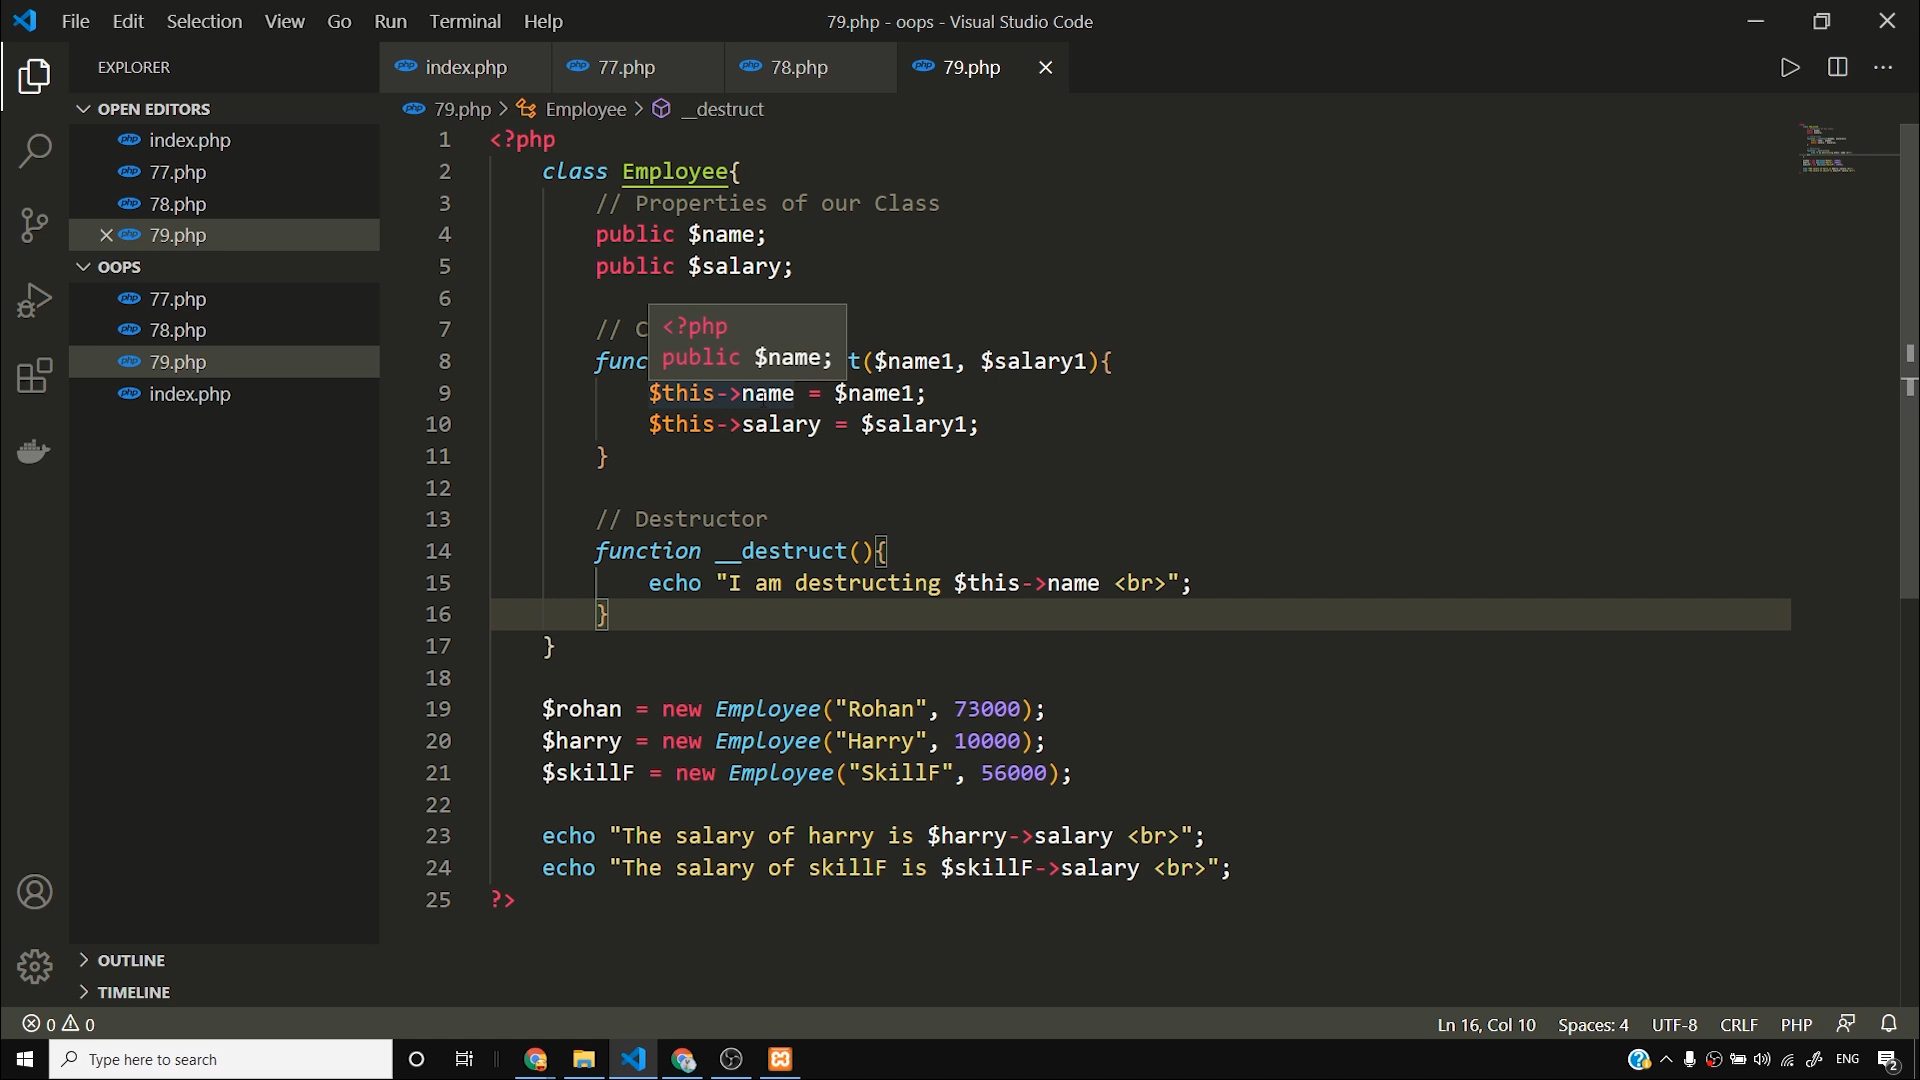 File Edit Selection View Go Run Terminal Help
79.php - oops - Visual Studio Code
EXPLORER
OPEN EDITORS
index.php
77.php
78.php
79.php
OOPS
77.php
78.php
79.php
index.php
OUTLINE
TIMELINE
index.php 77.php 78.php 79.php
79.php > Employee > __destruct
1 <?php
2 class Employee{
3 // Properties of our Class
4 public $name;
5 public $salary;
6
7 // C
<?php
public $name;
8 func t($name1, $salary1){
9 $this->name = $name1;
10 $this->salary = $salary1;
11 }
12
13 // Destructor
14 function __destruct(){
15 echo "I am destructing $this->name <br>";
16 }
17 }
18
19 $rohan = new Employee("Rohan", 73000);
20 $harry = new Employee("Harry", 10000);
21 $skillF = new Employee("SkillF", 56000);
22
23 echo "The salary of harry is $harry->salary <br>";
24 echo "The salary of skillF is $skillF->salary <br>";
25 ?>
0 0
Ln 16, Col 10 Spaces: 4 UTF-8 CRLF PHP
Type here to search
ENG
2